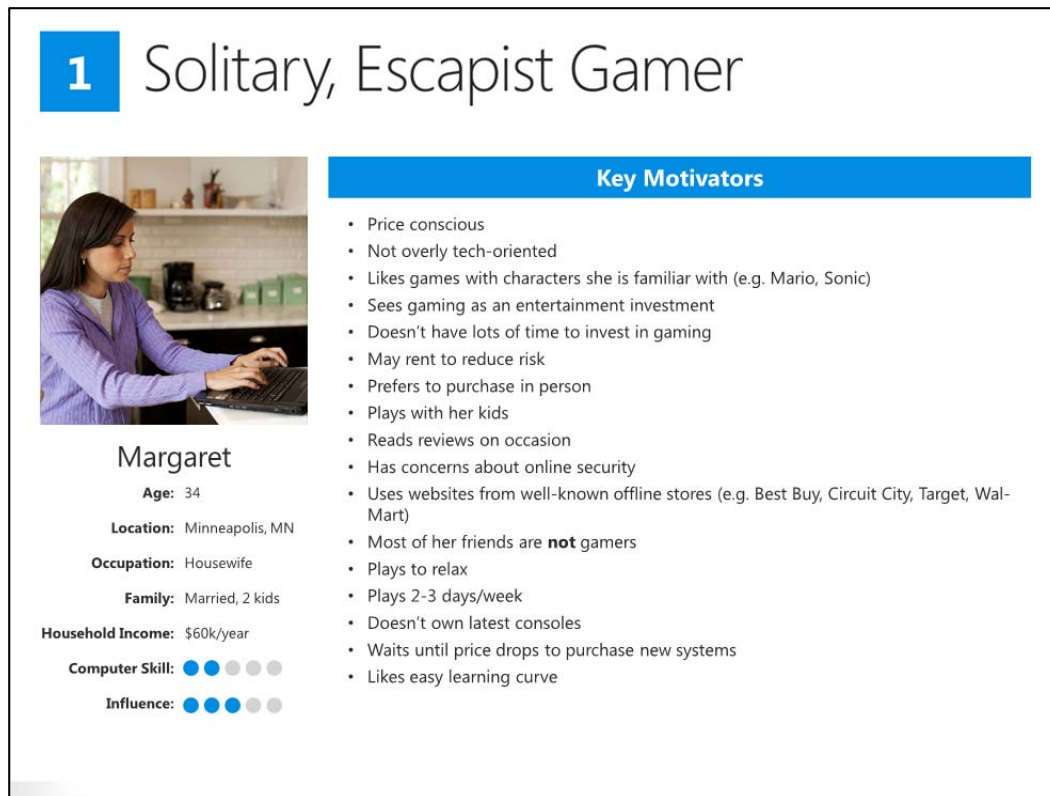 1 Solitary, Escapist Gamer
Key Motivators
• Price conscious
• Not overly tech-oriented
• Likes games with characters she is familiar with (e.g. Mario, Sonic)
• Sees gaming as an entertainment investment
• Doesn't have lots of time to invest in gaming
• May rent to reduce risk
• Prefers to purchase in person
• Plays with her kids
• Reads reviews on occasion
• Has concerns about online security
• Uses websites from well-known offline stores (e.g. Best Buy, Circuit City, Target, Wal-
Mart)
• Most of her friends are not gamers
• Plays to relax
• Plays 2-3 days/week
• Doesn't own latest consoles
• Waits until price drops to purchase new systems
• Likes easy learning curve
Margaret
Age: 34
Location: Minneapolis, MN
Occupation: Housewife
Family: Married, 2 kids
Household Income: $60k/year
Computer Skill:
Influence: